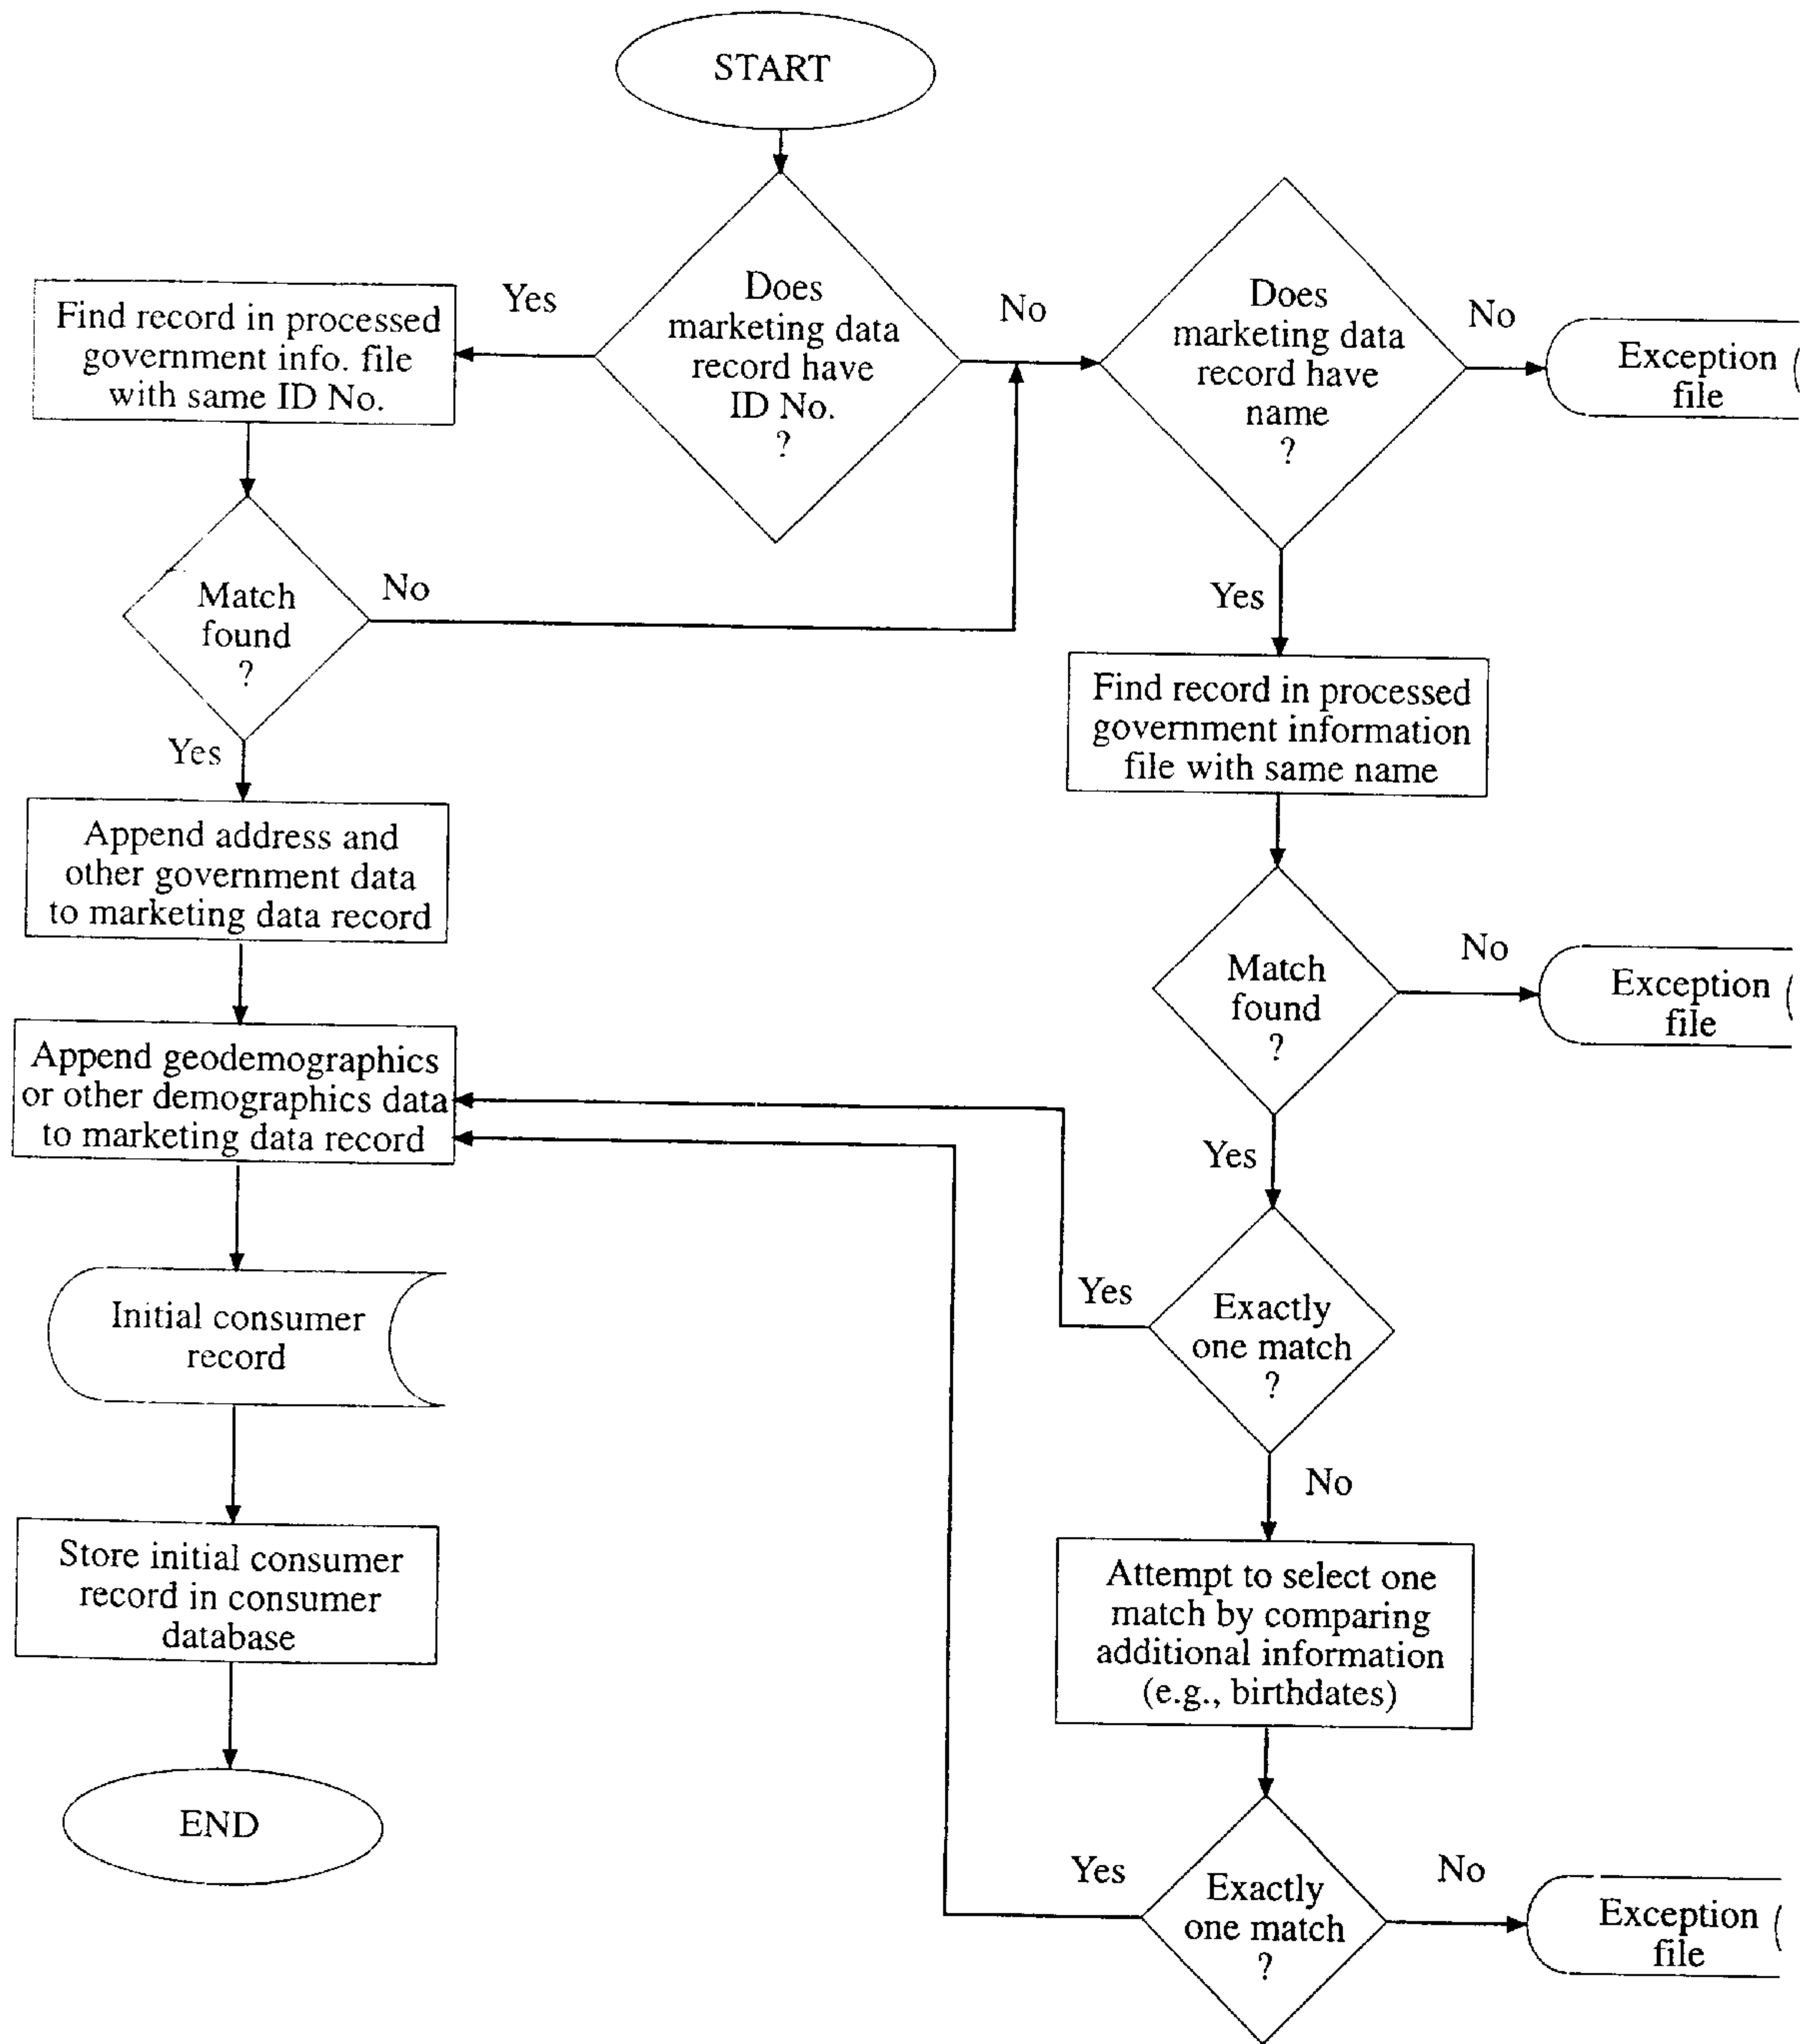 START
Does
marketing data
record have
ID No.
?
Yes
No
Find record in processed
government info. file
with same ID No.
Does
marketing data
record have
name
?
No
Exception
file
Yes
Match
found
?
No
Yes
Find record in processed
government information
file with same name
Append address and
other government data
to marketing data record
Match
found
?
No
Exception
file
Yes
Append geodemographics
or other demographics data
to marketing data record
Exactly
one match
?
Yes
No
Initial consumer
record
Store initial consumer
record in consumer
database
Attempt to select one
match by comparing
additional information
(e.g., birthdates)
END
Exactly
one match
?
Yes
No
Exception
file